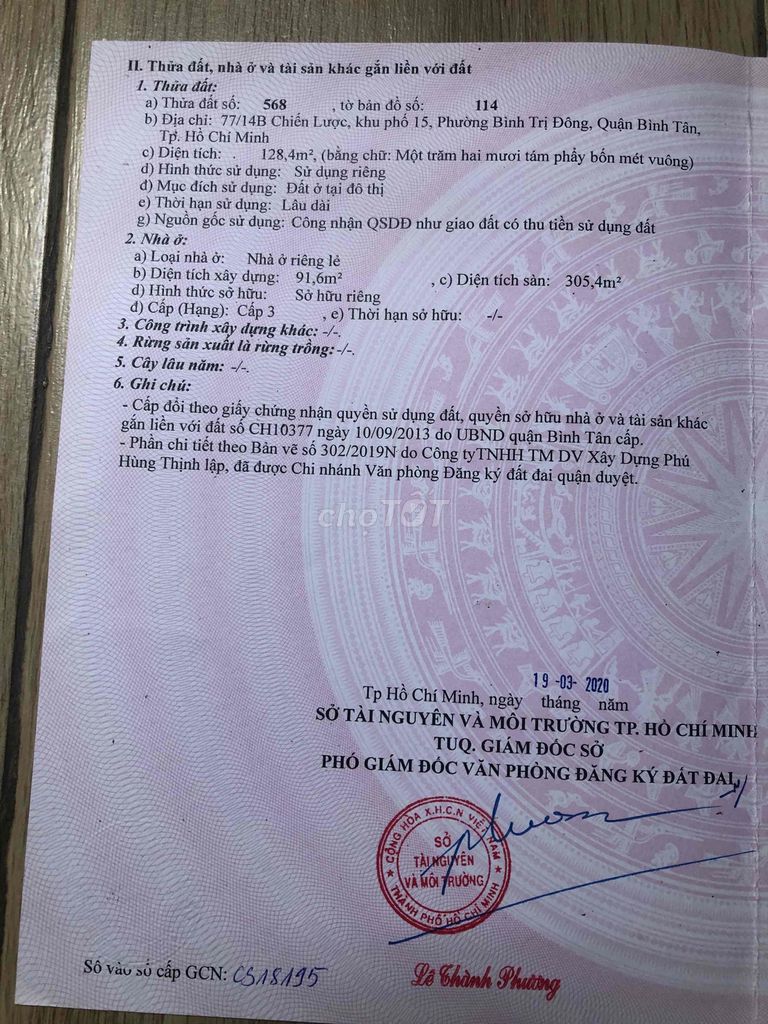 II. Thửa đất, nhà ở và tài sản khác gắn liền với đất
1. Thửa đất:
a) Thửa đất số: 568 , tờ bản đồ số: 114
b) Địa chỉ: 77/14B Chiến Lược, khu phố 15, Phường Bình Trị Đông, Quận Bình Tân,
Tp. Hồ Chí Minh
c) Diện tích: . 128,4m², (bằng chữ: Một trăm hai mươi tám phẩy bốn mét vuông)
d) Hình thức sử dụng: Sử dụng riêng
đ) Mục đích sử dụng: Đất ở tại đô thị
e) Thời hạn sử dụng: Lâu dài
g) Nguồn gốc sử dụng: Công nhận QSDĐ như giao đất có thu tiền sử dụng đất
2. Nhà ở:
a) Loại nhà ở: Nhà ở riêng lẻ
b) Diện tích xây dựng: 91,6m² , c) Diện tích sàn: 305,4m²
d) Hình thức sở hữu: Sở hữu riêng
đ) Cấp (Hạng): Cấp 3 , e) Thời hạn sở hữu: -/-
3. Công trình xây dựng khác: -/-.
4. Rừng sản xuất là rừng trồng: -/-.
5. Cây lâu năm: -/-.
6. Ghi chú:
- Cấp đổi theo giấy chứng nhận quyền sử dụng đất, quyền sở hữu nhà ở và tài sản khác
gắn liền với đất số CH10377 ngày 10/09/2013 do UBND quận Bình Tân cấp.
- Phần chi tiết theo Bản vẽ số 302/2019N do Công tyTNHH TM DV Xây Dựng Phú
Hùng Thịnh lập, đã được Chi nhánh Văn phòng Đăng ký đất đai quận duyệt.
chợTỐT
19-03-2020
Tp Hồ Chí Minh, ngày tháng năm
SỞ TÀI NGUYÊN VÀ MÔI TRƯỜNG TP. HỒ CHÍ MINH
TUQ. GIÁM ĐỐC SỞ
PHÓ GIÁM ĐỐC VĂN PHÒNG ĐĂNG KÝ ĐẤT ĐAI
CỘNG HÒA X.H.C.N VIỆT NAM
SỞ
TÀI NGUYÊN
VÀ MÔI TRƯỜNG
THÀNH PHỐ HỒ CHÍ MINH
Số vào sổ cấp GCN: CS18195
Lê Thành Phương